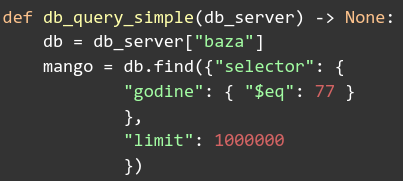 def db_query_simple(db_server) -> None:
    db = db_server["baza"]
    mango = db.find({"selector": {
            "godine": { "$eq": 77 }
            },
            "limit": 1000000
            })